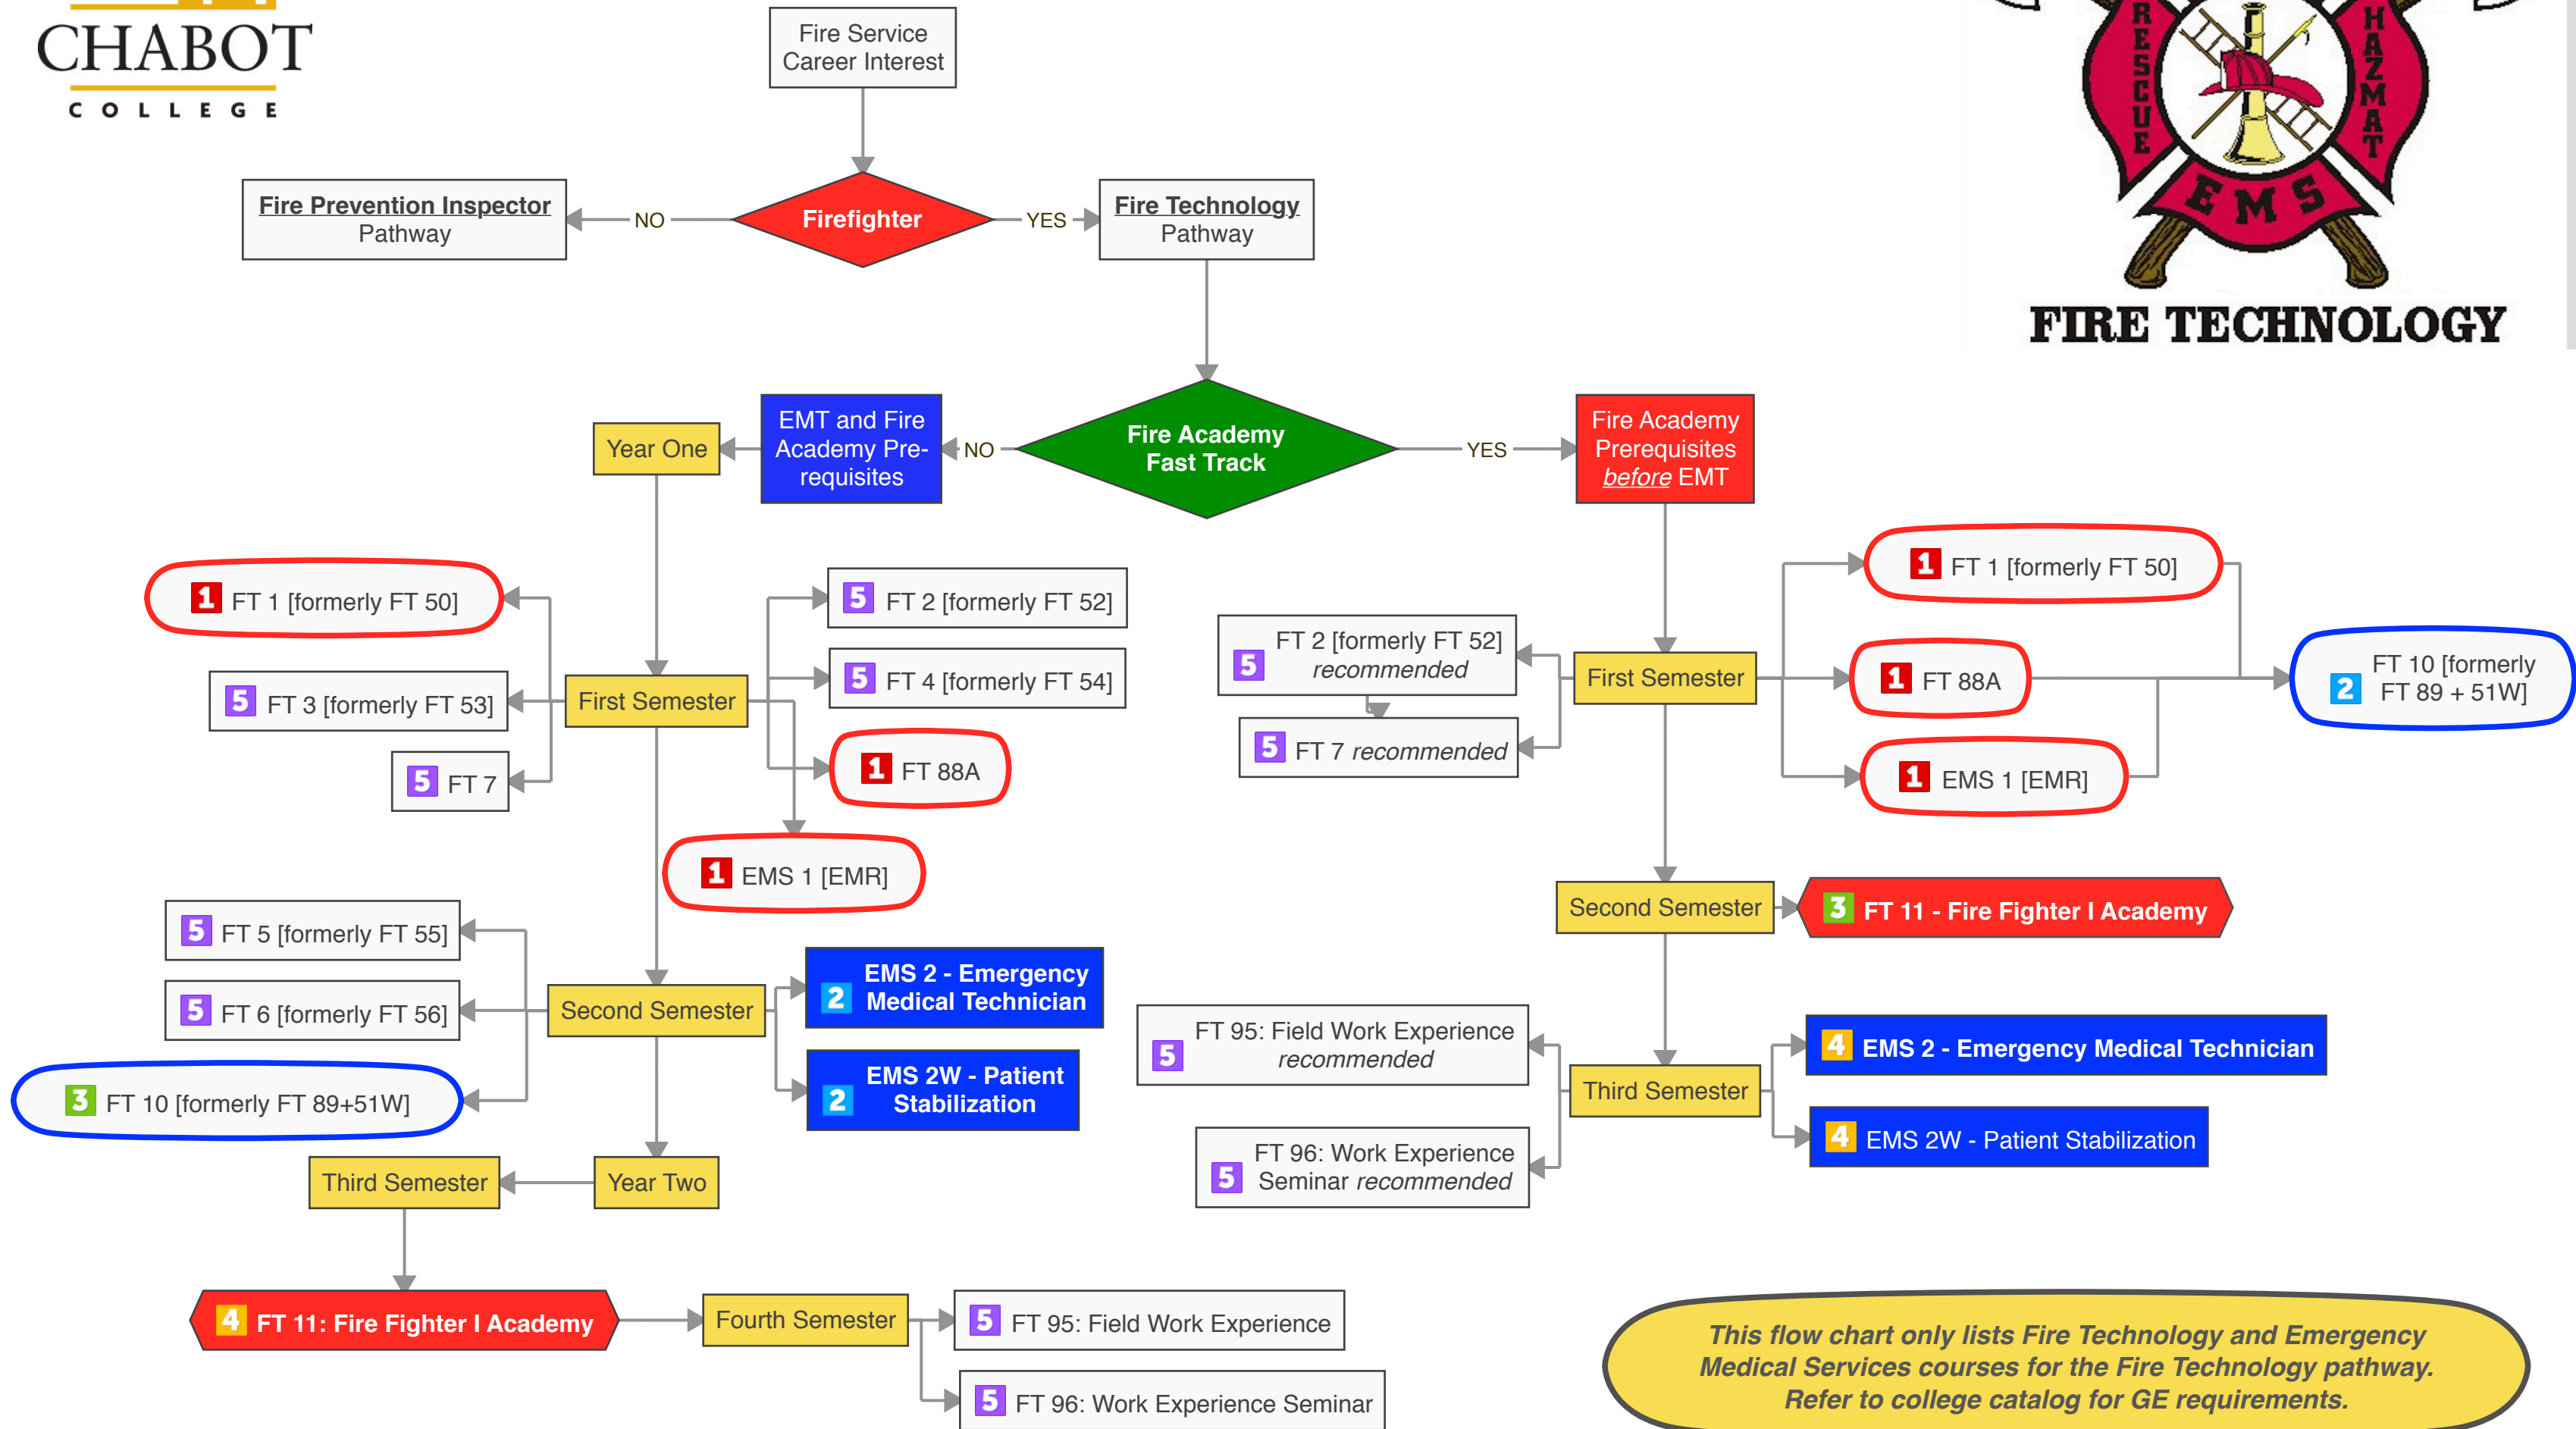 CHABOT
COLLEGE
Fire Service
Career Interest
RESCUE
HAZMAT
EMS
FIRE TECHNOLOGY
Fire Prevention Inspector
Pathway
NO
Firefighter
YES
Fire Technology
Pathway
Year One
EMT and Fire
Academy Pre-
requisites
NO
Fire Academy
Fast Track
YES
Fire Academy
Prerequisites
before EMT
1 FT 1 [formerly FT 50]
5 FT 3 [formerly FT 53]
5 FT 7
First Semester
5 FT 2 [formerly FT 52]
5 FT 4 [formerly FT 54]
1 FT 88A
1 EMS 1 [EMR]
5 FT 2 [formerly FT 52]
recommended
5 FT 7 recommended
First Semester
1 FT 1 [formerly FT 50]
1 FT 88A
1 EMS 1 [EMR]
2 FT 10 [formerly
FT 89 + 51W]
5 FT 5 [formerly FT 55]
5 FT 6 [formerly FT 56]
3 FT 10 [formerly FT 89+51W]
Second Semester
2 EMS 2 - Emergency
Medical Technician
2 EMS 2W - Patient
Stabilization
Second Semester
3 FT 11 - Fire Fighter I Academy
5 FT 95: Field Work Experience
recommended
5 FT 96: Work Experience
Seminar recommended
Third Semester
4 EMS 2 - Emergency Medical Technician
4 EMS 2W - Patient Stabilization
Third Semester
Year Two
4 FT 11: Fire Fighter I Academy
Fourth Semester
5 FT 95: Field Work Experience
5 FT 96: Work Experience Seminar
This flow chart only lists Fire Technology and Emergency
Medical Services courses for the Fire Technology pathway.
Refer to college catalog for GE requirements.